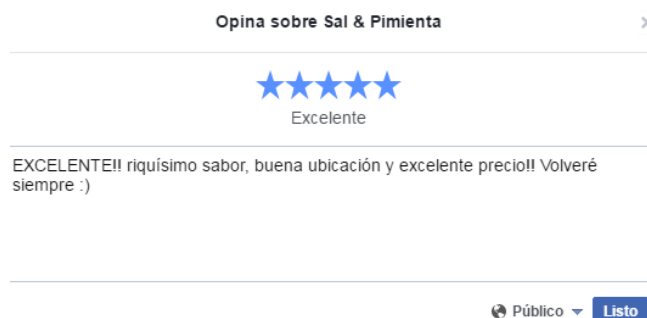 Opina sobre Sal & Pimienta
Excelente
EXCELENTE!! riquísimo sabor, buena ubicación y excelente precio!! Volveré
siempre :)
Público
Listo